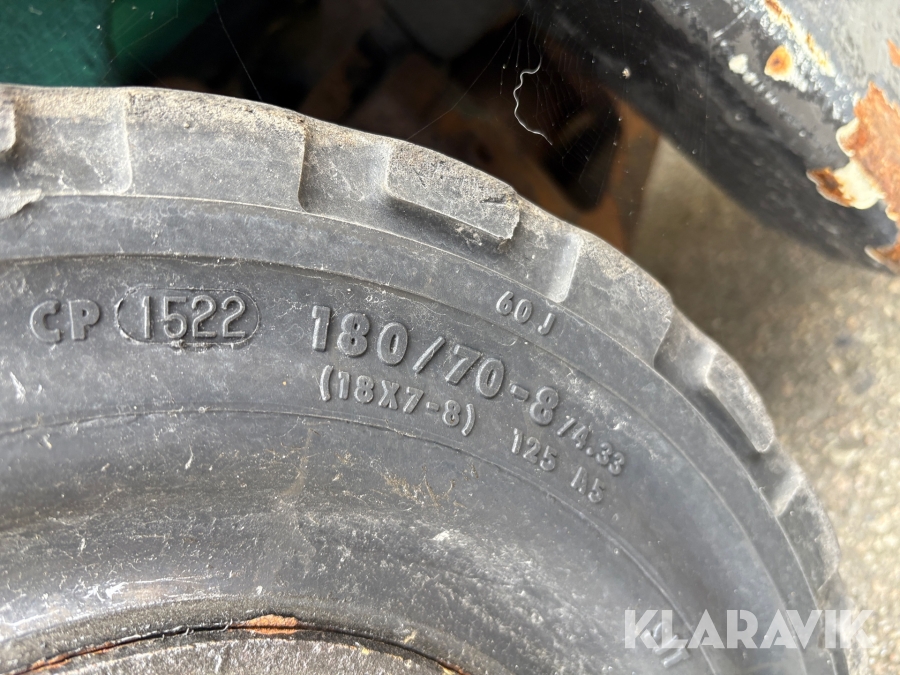 CP 1522
180/70-8 74.33
(18X7-8) 125 A5
60 J
KLARAVIK